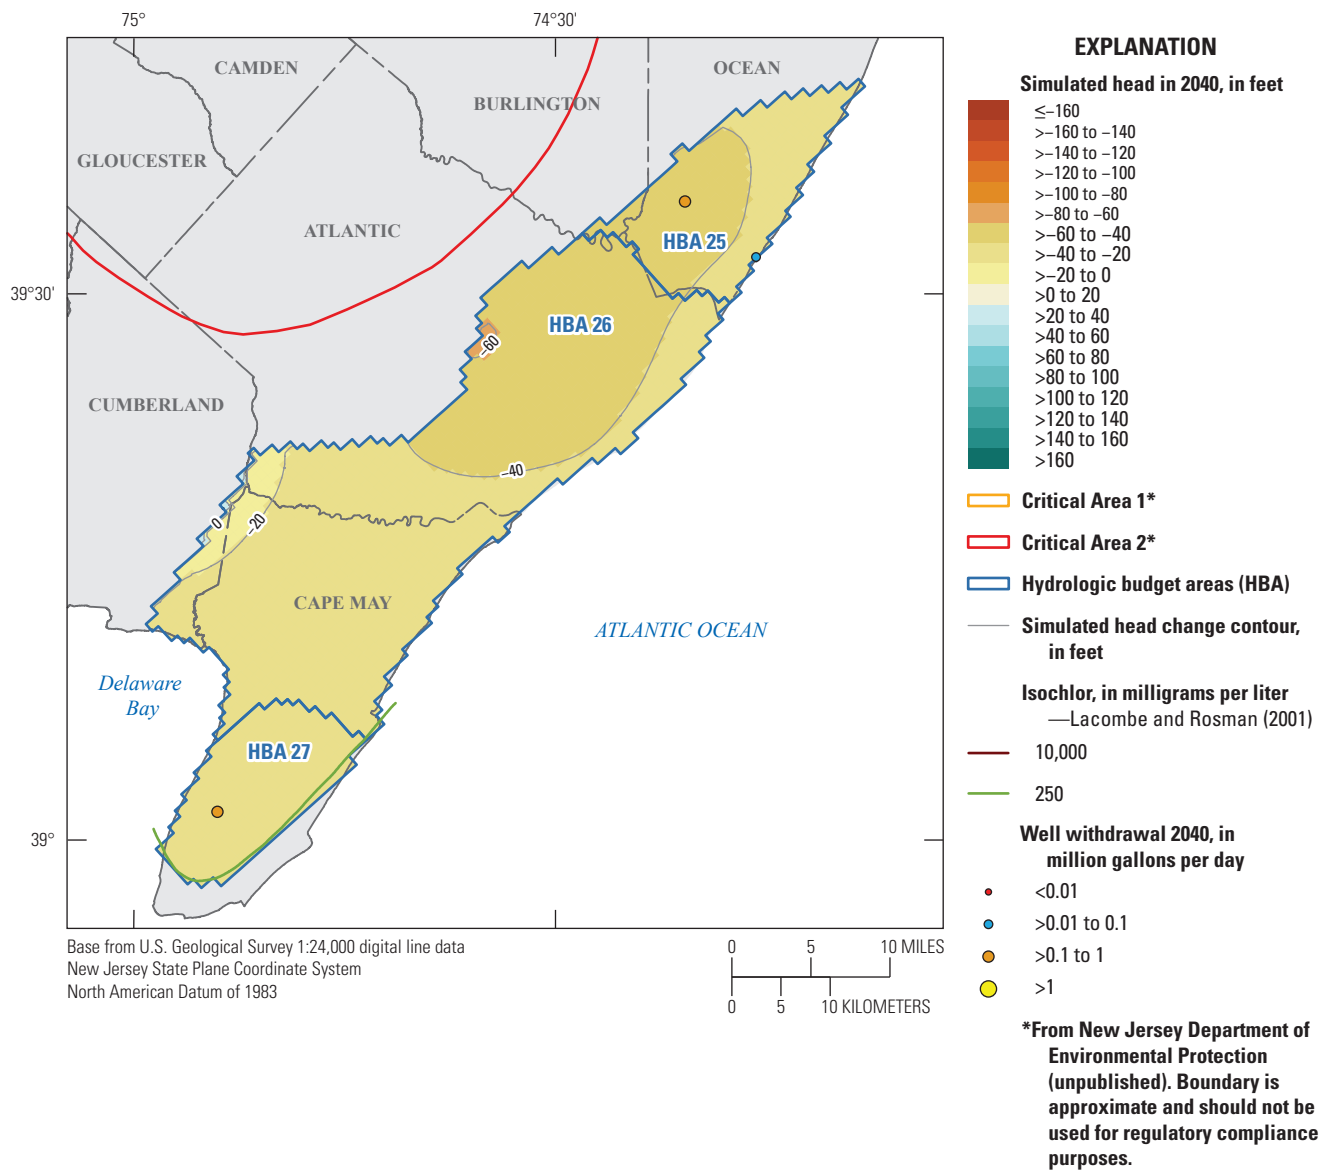 75°
74°30'
CAMDEN
OCEAN
BURLINGTON
GLOUCESTER
ATLANTIC
HBA 25
39°30'
HBA 26
−60
CUMBERLAND
−40
0
−20
CAPE MAY
ATLANTIC OCEAN
Delaware
Bay
HBA 27
39°
Base from U.S. Geological Survey 1:24,000 digital line data
New Jersey State Plane Coordinate System
North American Datum of 1983
0 5 10 MILES
0 5 10 KILOMETERS
EXPLANATION
Simulated head in 2040, in feet
≤−160
>−160 to −140
>−140 to −120
>−120 to −100
>−100 to −80
>−80 to −60
>−60 to −40
>−40 to −20
>−20 to 0
>0 to 20
>20 to 40
>40 to 60
>60 to 80
>80 to 100
>100 to 120
>120 to 140
>140 to 160
>160
Critical Area 1*
Critical Area 2*
Hydrologic budget areas (HBA)
Simulated head change contour,
in feet
Isochlor, in milligrams per liter
—Lacombe and Rosman (2001)
10,000
250
Well withdrawal 2040, in
million gallons per day
<0.01
>0.01 to 0.1
>0.1 to 1
>1
*From New Jersey Department of
Environmental Protection
(unpublished). Boundary is
approximate and should not be
used for regulatory compliance
purposes.